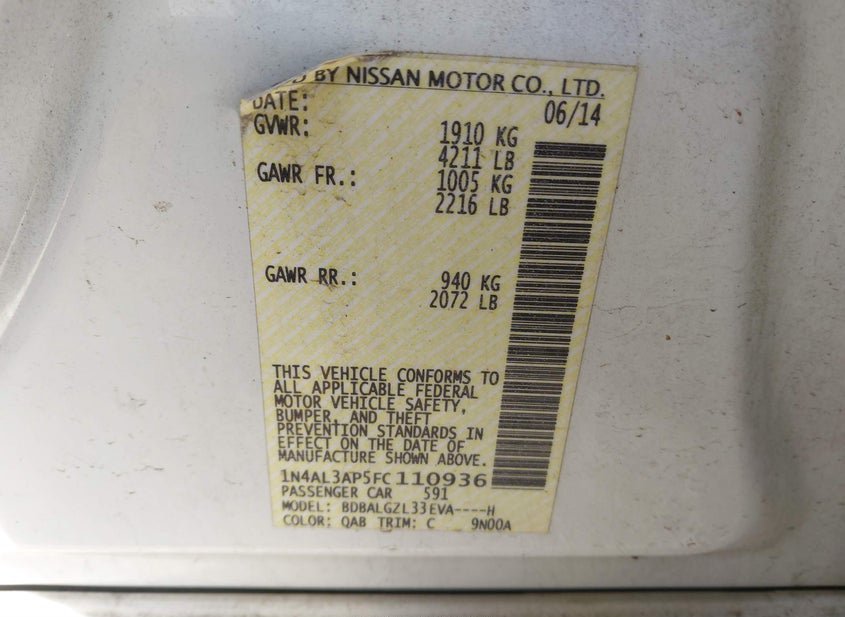 BY NISSAN MOTOR CO., LTD.
DATE: 06/14
GVWR: 1910 KG
4211 LB
GAWR FR.: 1005 KG
2216 LB
GAWR RR.: 940 KG
2072 LB
THIS VEHICLE CONFORMS TO
ALL APPLICABLE FEDERAL
MOTOR VEHICLE SAFETY,
BUMPER, AND THEFT
PREVENTION STANDARDS IN
EFFECT ON THE DATE OF
MANUFACTURE SHOWN ABOVE.
1N4AL3AP5FC110936
PASSENGER CAR 591
MODEL: BDBALGZL33EVA----H
COLOR: QAB TRIM: C 9N00A